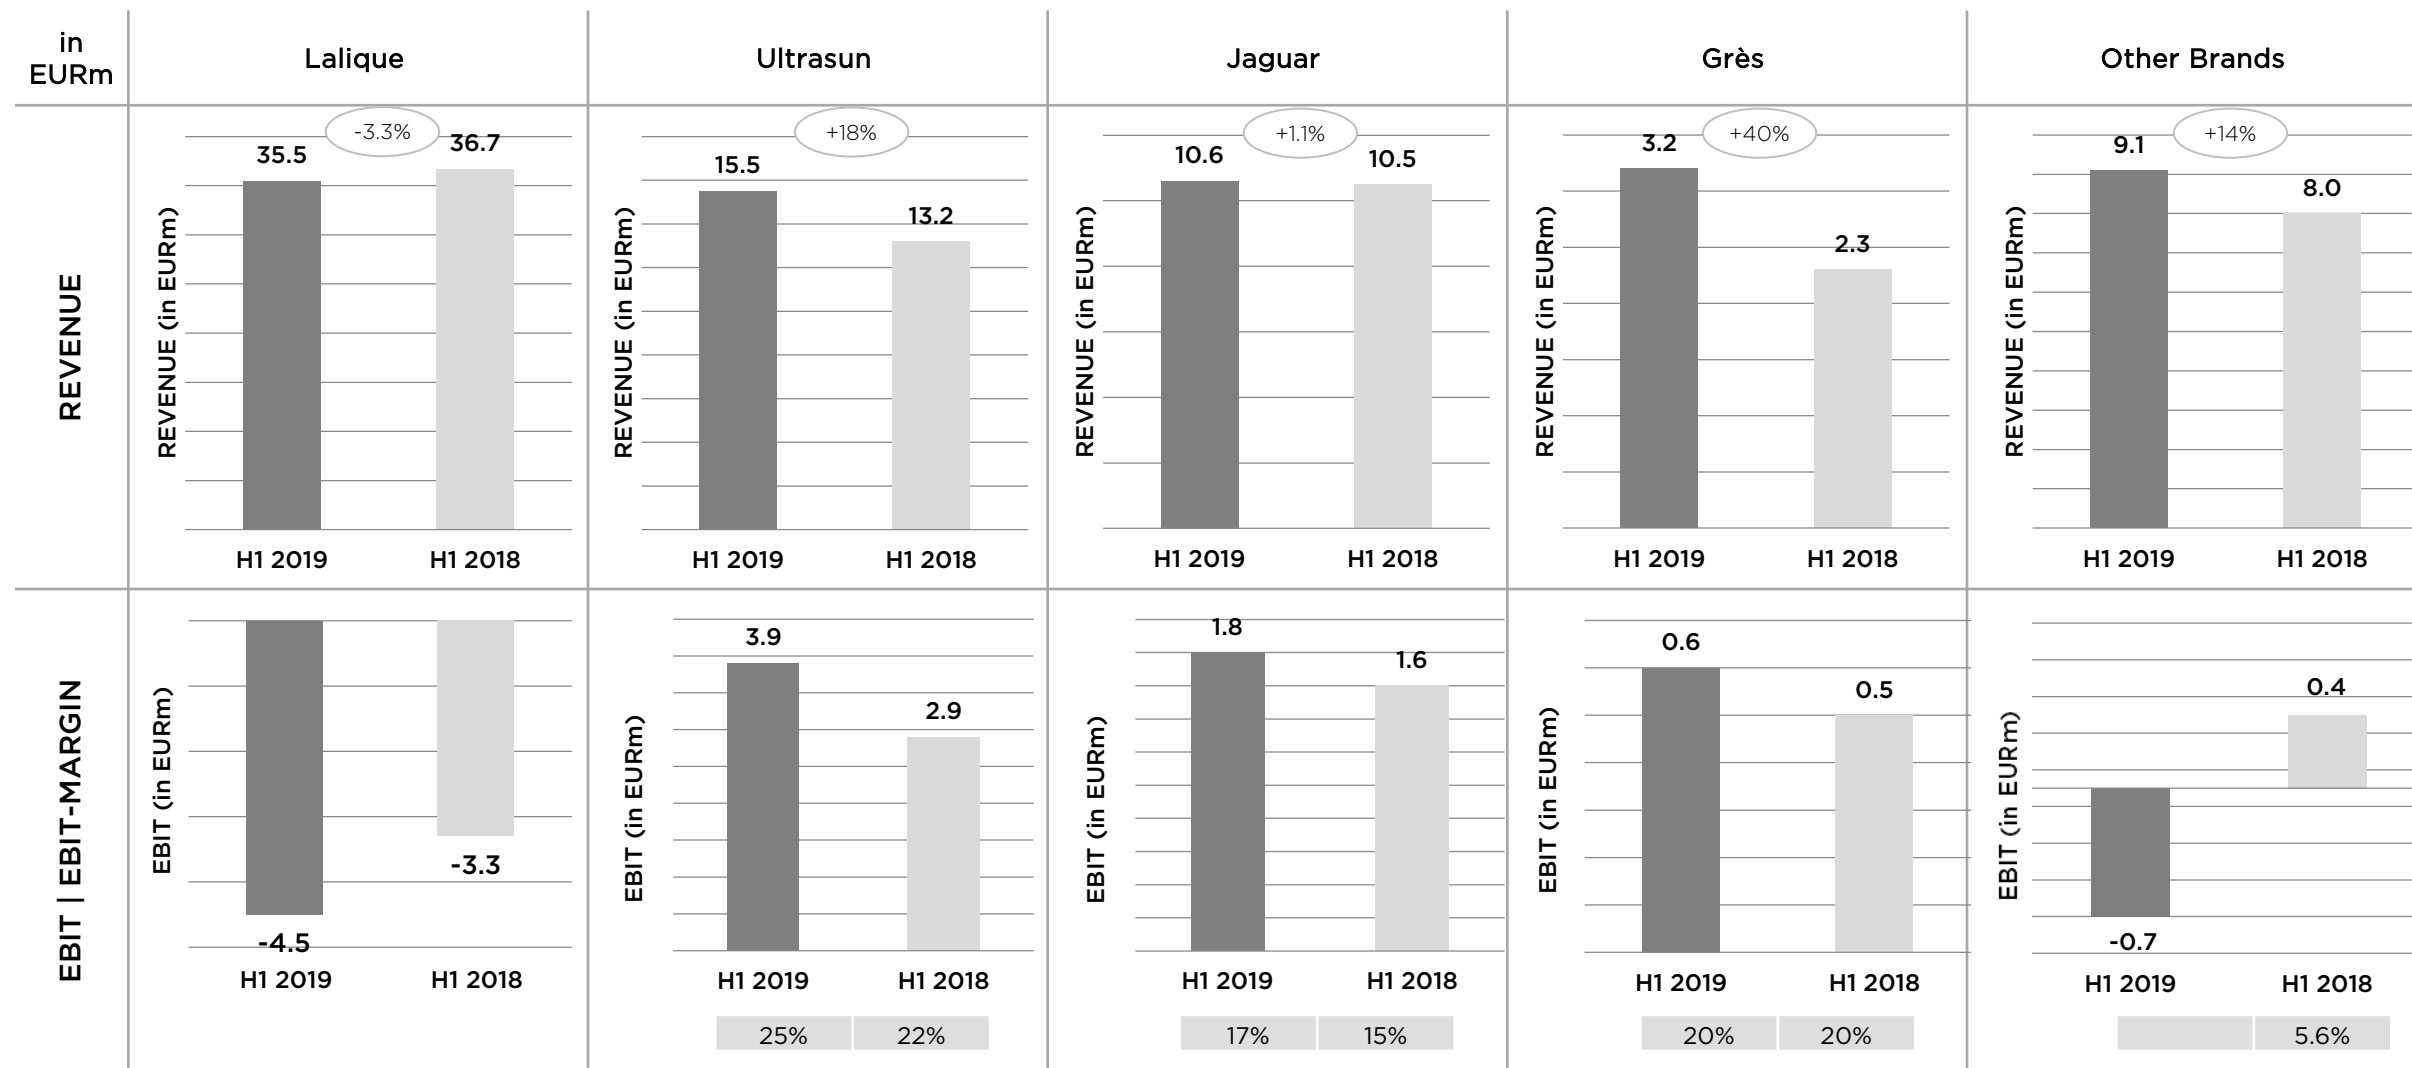 in
EURm
Lalique
Ultrasun
Jaguar
Grès
Other Brands
REVENUE
REVENUE (in EURm)
-3.3%
35.5
36.7
H1 2019
H1 2018
REVENUE (in EURm)
+18%
15.5
13.2
H1 2019
H1 2018
REVENUE (in EURm)
+1.1%
10.6
10.5
H1 2019
H1 2018
REVENUE (in EURm)
+40%
3.2
2.3
H1 2019
H1 2018
REVENUE (in EURm)
+14%
9.1
8.0
H1 2019
H1 2018
EBIT | EBIT-MARGIN
EBIT (in EURm)
-4.5
-3.3
H1 2019
H1 2018
EBIT (in EURm)
3.9
2.9
H1 2019
H1 2018
25%
22%
EBIT (in EURm)
1.8
1.6
H1 2019
H1 2018
17%
15%
EBIT (in EURm)
0.6
0.5
H1 2019
H1 2018
20%
20%
EBIT (in EURm)
-0.7
0.4
H1 2019
H1 2018
5.6%